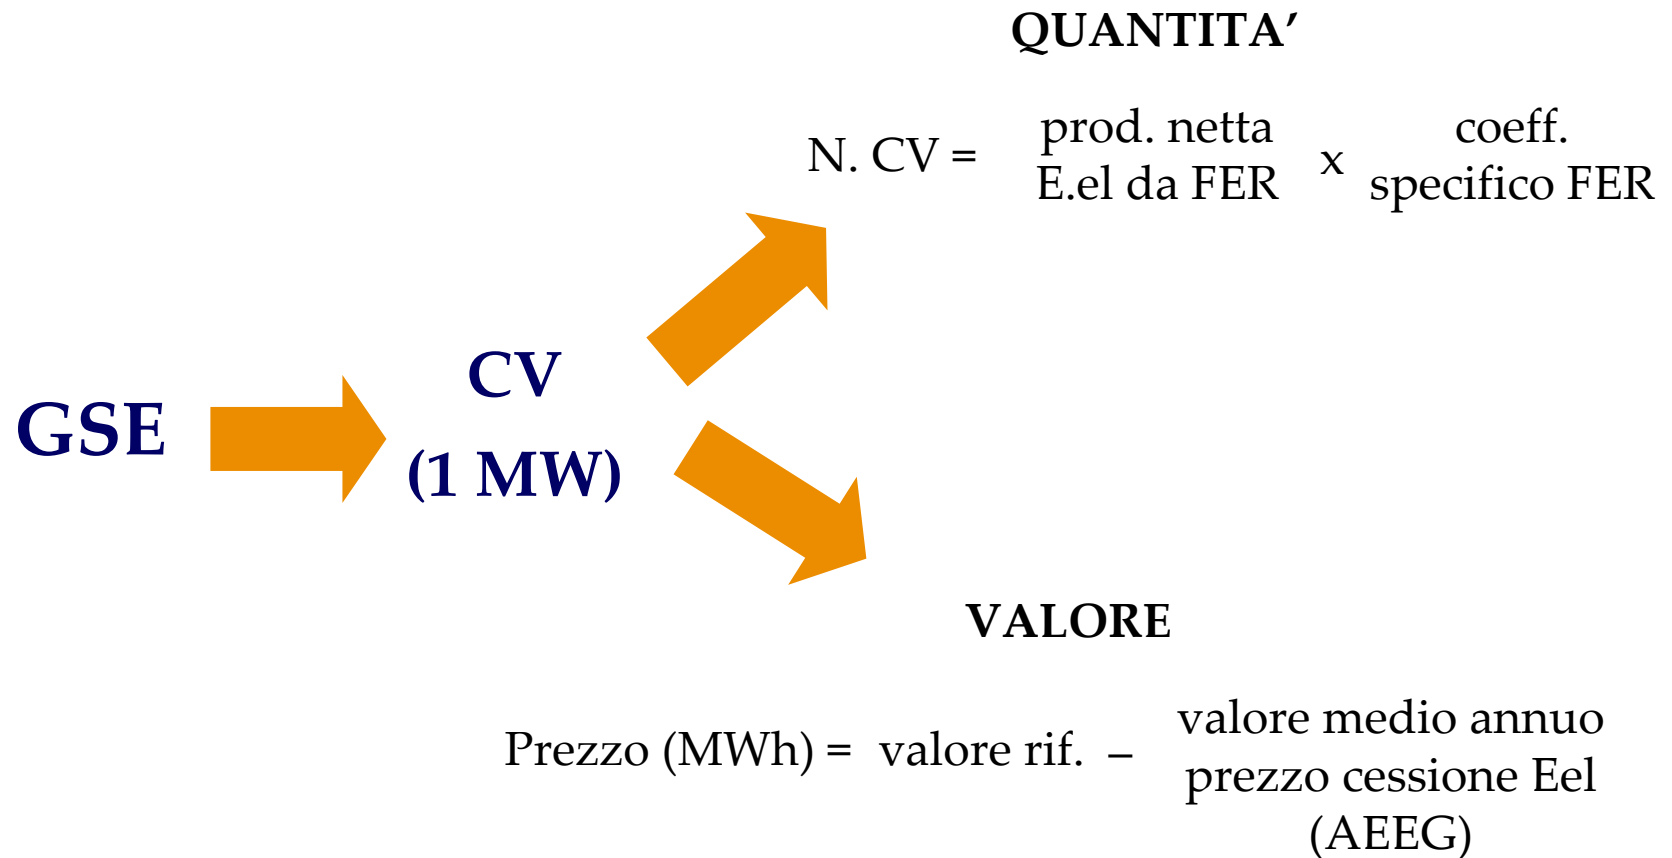 QUANTITA’
N. CV = prod. netta E.el da FER x coeff. specifico FER
GSE
CV
(1 MW)
VALORE
Prezzo (MWh) = valore rif. – valore medio annuo prezzo cessione Eel (AEEG)